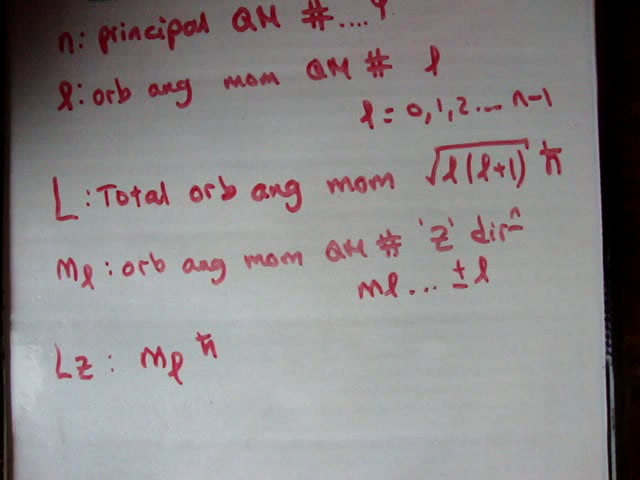 n: principal QM #....
l: orb ang mom QM # l
l = 0, 1, 2 ... n-1
L: Total orb ang mom √l(l+1) ħ
ml: orb ang mom QM # 'Z' dirⁿ
ml... ± l
Lz: ml ħ